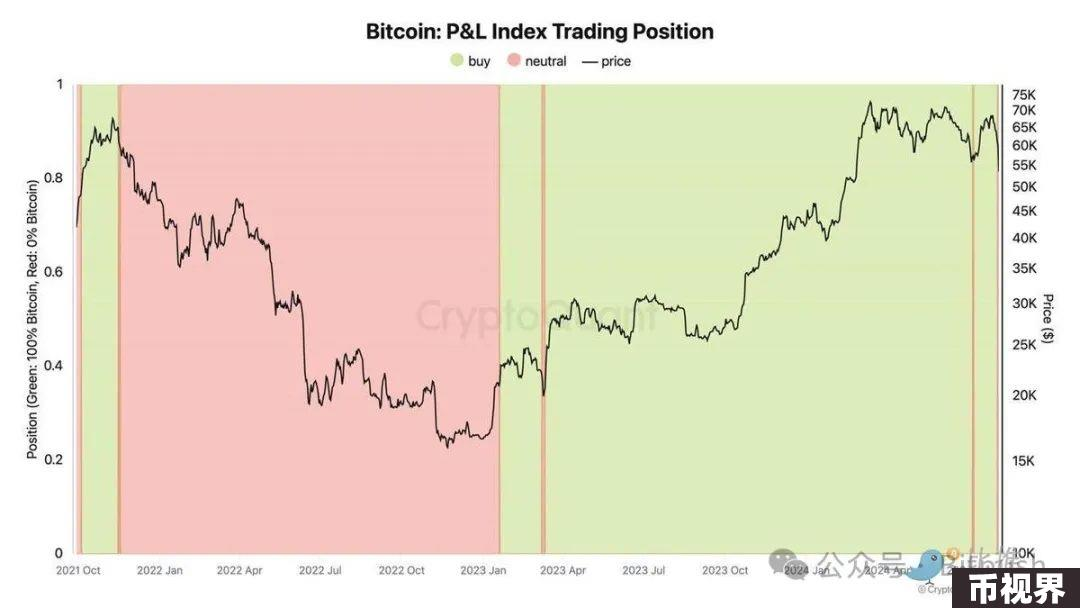 Bitcoin: P&L Index Trading Position
buy neutral price
1
0.8
0.6
0.4
0.2
0
Position (Green: 100% Bitcoin, Red: 0% Bitcoin)
75K
70K
65K
60K
55K
50K
45K
40K
35K
30K
25K
20K
15K
10K
Price ($)
CryptoQuant
2021 Oct 2022 Jan 2022 Apr 2022 Jul 2022 Oct 2023 Jan 2023 Apr 2023 Jul 2023 Oct 2024 Jan 2024 Apr
公众号
币视界